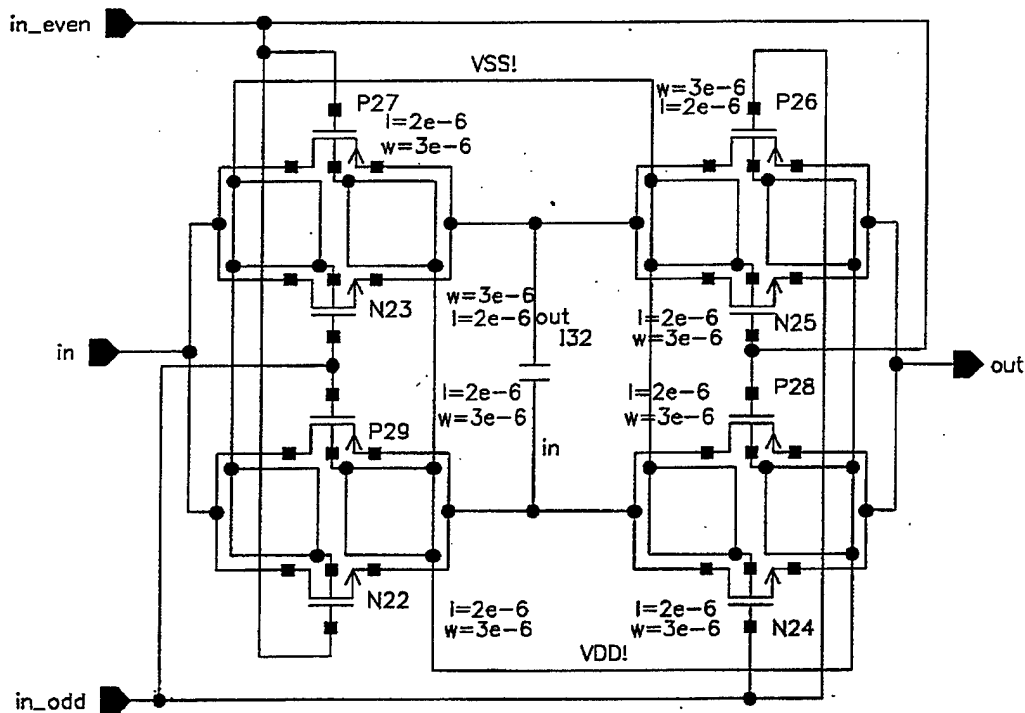 in_even
VSS!
P27
l=2e-6
w=3e-6
w=3e-6
l=2e-6
P26
N23
w=3e-6
l=2e-6
out
I32
l=2e-6
w=3e-6
N25
in
out
l=2e-6
w=3e-6
P29
in
l=2e-6
w=3e-6
P28
N22
l=2e-6
w=3e-6
l=2e-6
w=3e-6
N24
VDD!
in_odd